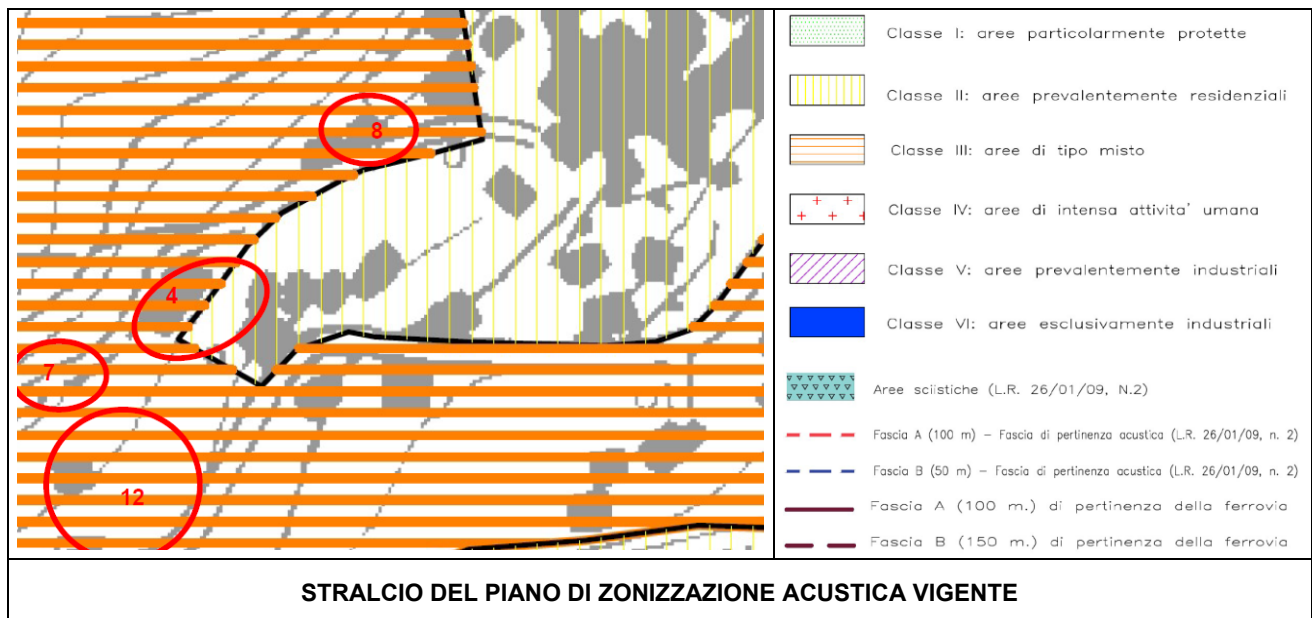 8
4
7
12
Classe I: aree particolarmente protette
Classe II: aree prevalentemente residenziali
Classe III: aree di tipo misto
Classe IV: aree di intensa attivita' umana
Classe V: aree prevalentemente industriali
Classe VI: aree esclusivamente industriali
Aree sciistiche (L.R. 26/01/09, N.2)
Fascia A (100 m) – Fascia di pertinenza acustica (L.R. 26/01/09, n. 2)
Fascia B (50 m) – Fascia di pertinenza acustica (L.R. 26/01/09, n. 2)
Fascia A (100 m.) di pertinenza della ferrovia
Fascia B (150 m.) di pertinenza della ferrovia
STRALCIO DEL PIANO DI ZONIZZAZIONE ACUSTICA VIGENTE